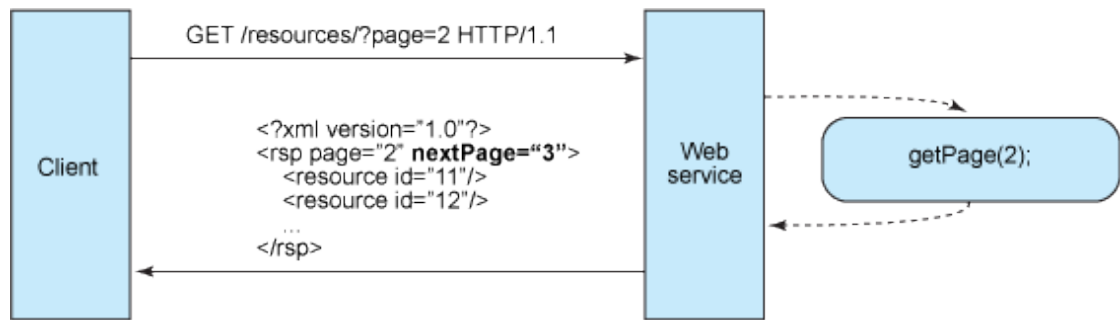 GET /resources/?page=2 HTTP/1.1
Client
<?xml version="1.0"?>
<rsp page="2" nextPage=“3”>
<resource id="11"/>
<resource id="12"/>
...
</rsp>
Web
service
getPage(2);